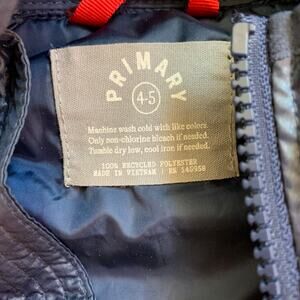 PRIMARY
4-5
Machine wash cold with like colors.
Only non-chlorine bleach if needed.
Tumble dry low, cool iron if needed.
100% RECYCLED POLYESTER
MADE IN VIETNAM | RN 140958